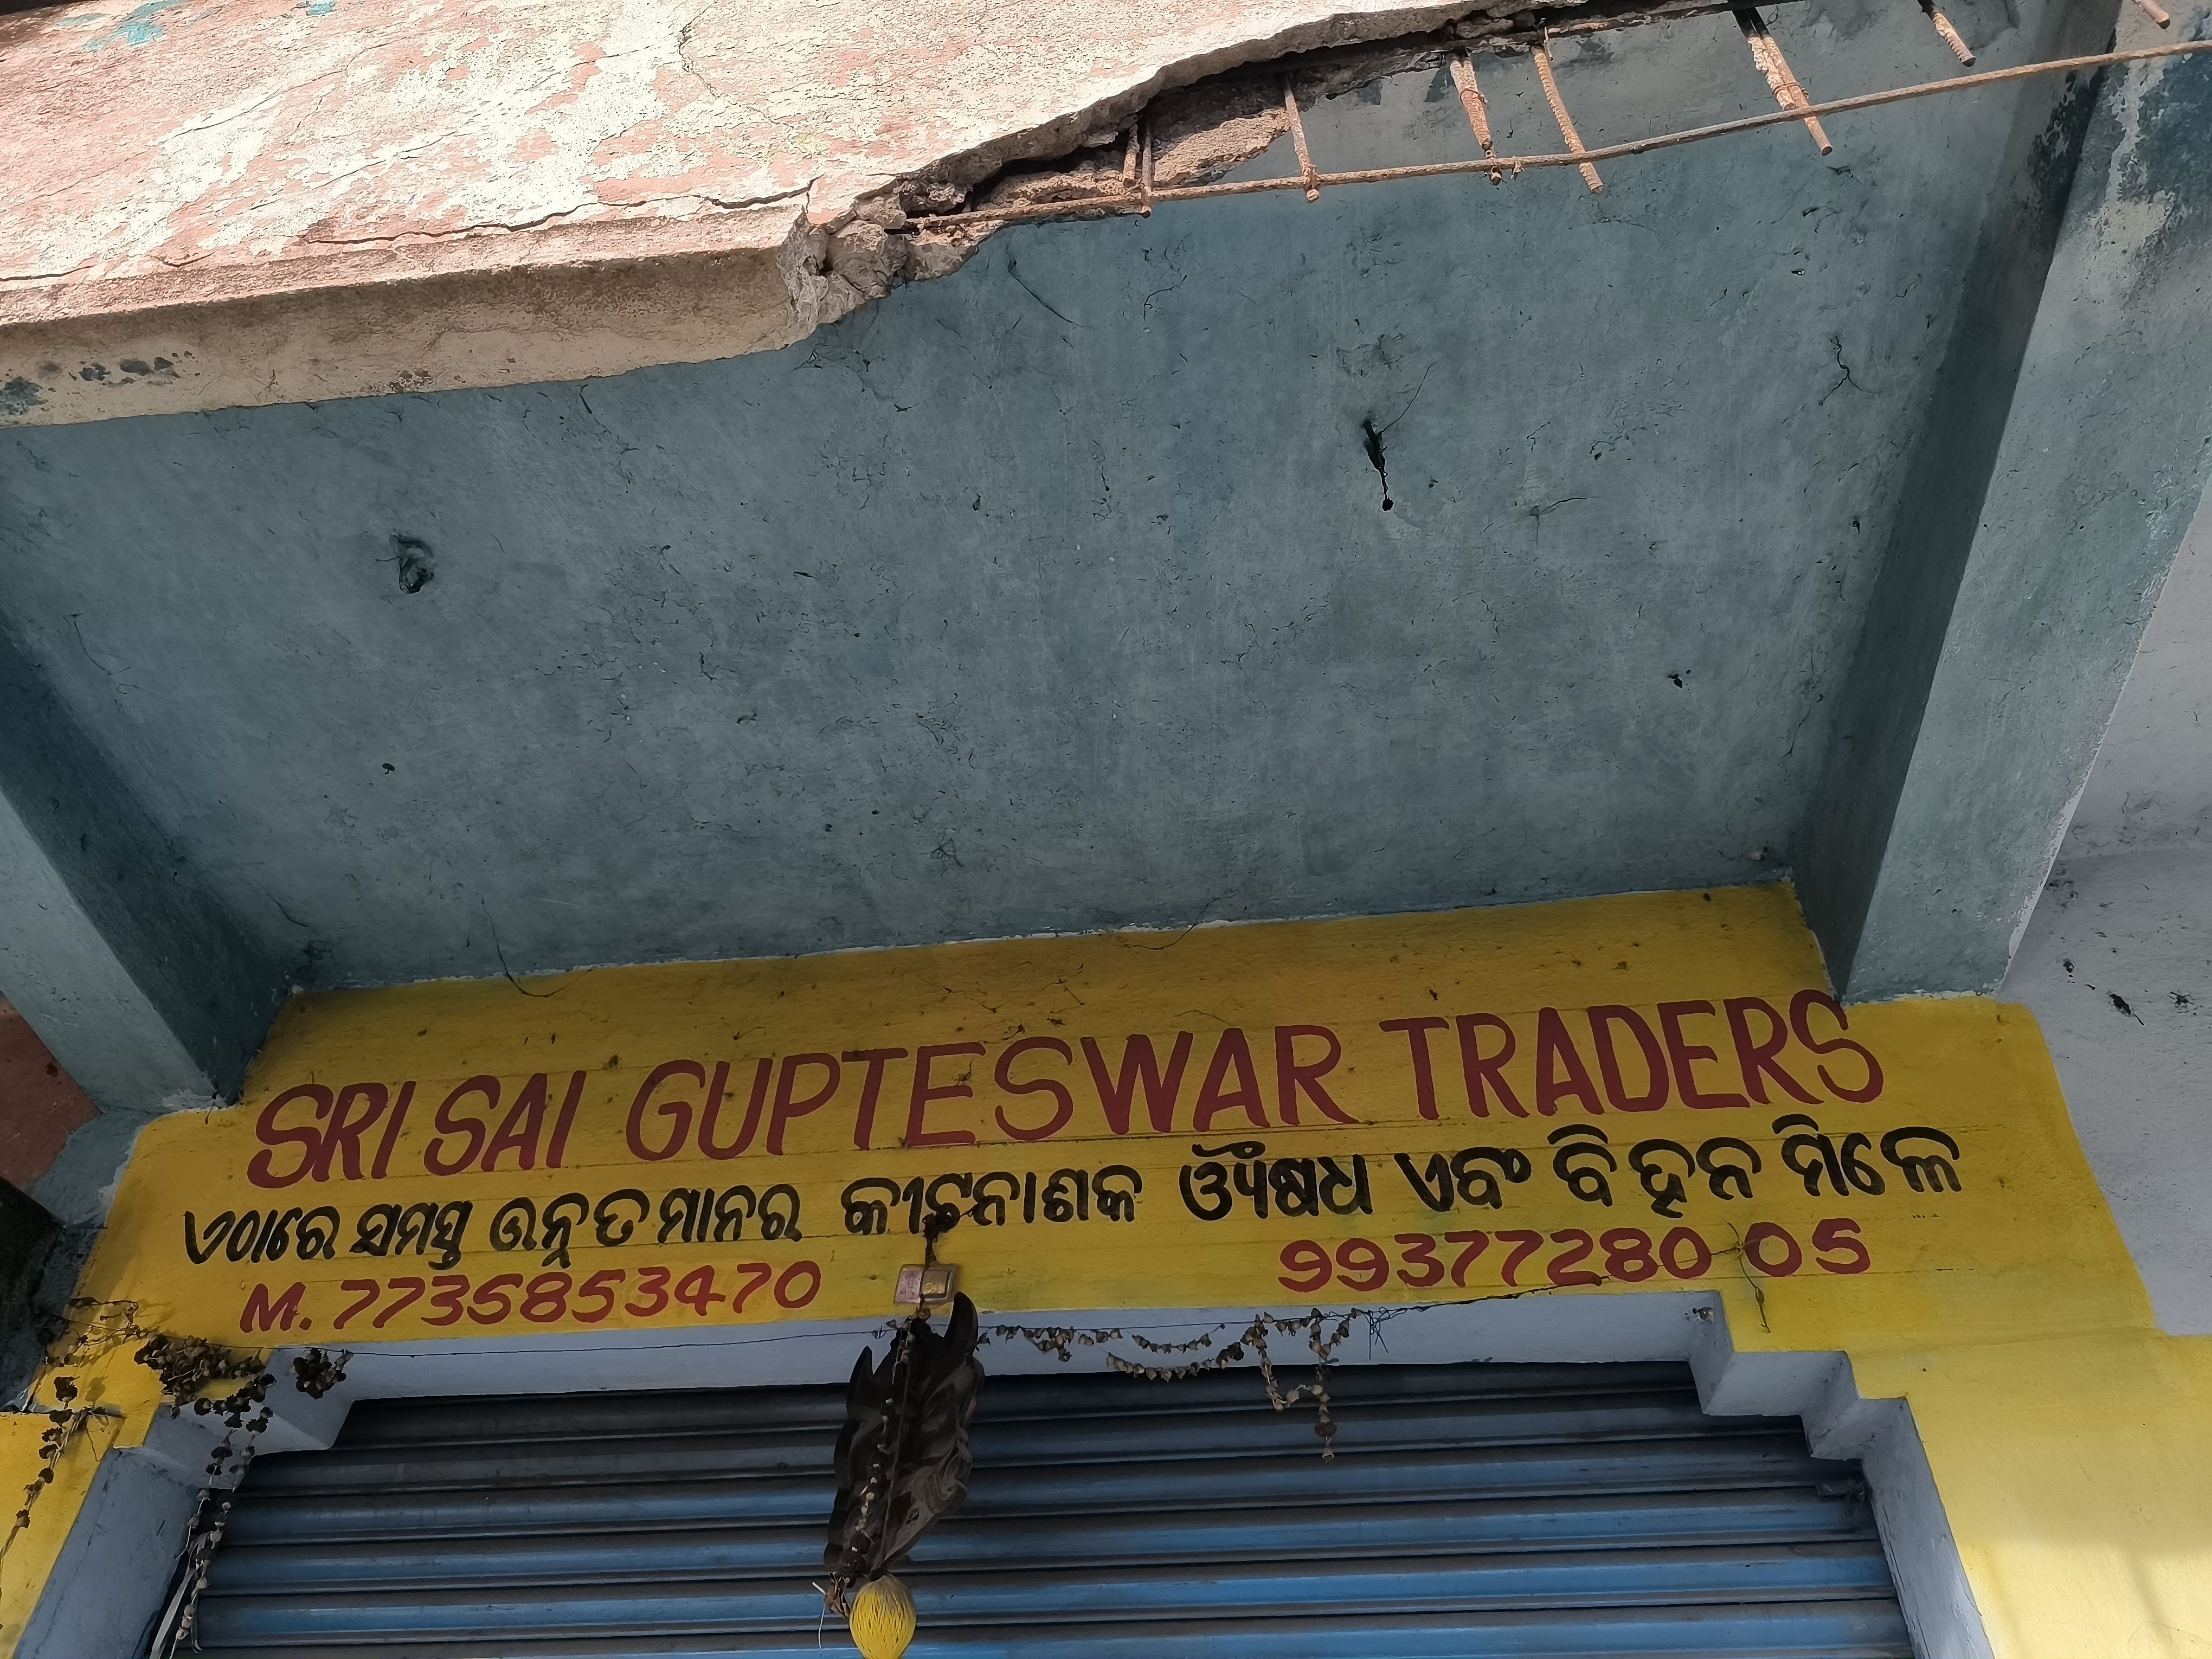 SRI SAI GUPTESWAR TRADERS
ଏଠାରେ ସମସ୍ତ ଉନ୍ନତ ମାନର କୀଟନାଶକ ଔଷଧ ଏବଂ ବିହନ ମିଳେ
M. 7735853470 9937728005